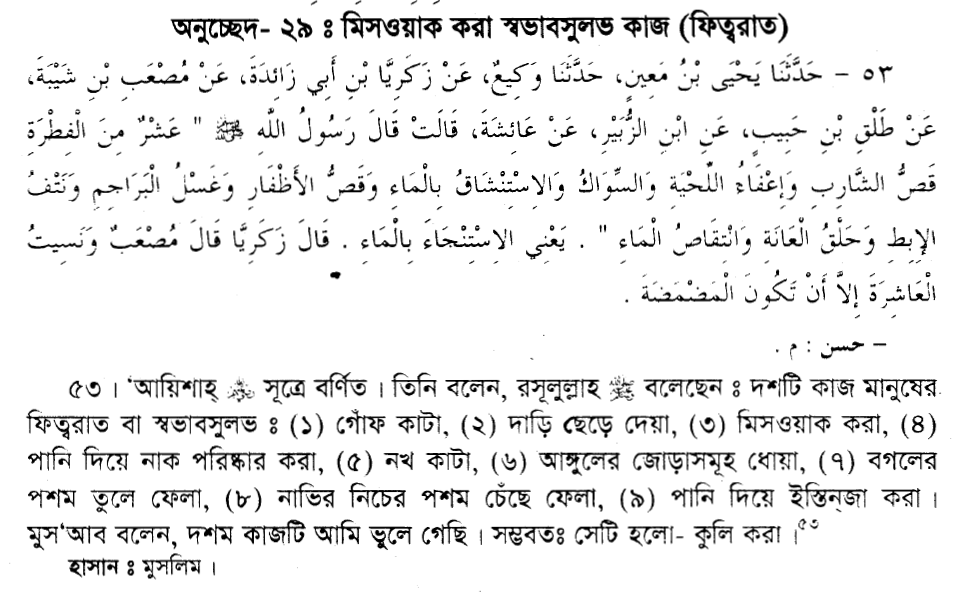 অনুচ্ছেদ- ২৯ ঃ মিসওয়াক করা স্বভাবসুলভ কাজ (ফিত্বরাত)
৫৩ - حَدَّثَنَا يَحْيَى بْنُ مَعِينٍ، حَدَّثَنَا وَكِيعٌ، عَنْ زَكَرِيَّا بْنِ أَبِي زَائِدَةَ، عَنْ مُصْعَبِ بْنِ شَيْبَةَ،
عَنْ طَلْقِ بْنِ حَبِيبٍ، عَنِ ابْنِ الزُّبَيْرِ، عَنْ عَائِشَةَ، قَالَتْ قَالَ رَسُولُ اللَّهِ ﷺ " عَشْرٌ مِنَ الْفِطْرَةِ
قَصُّ الشَّارِبِ وَإِعْفَاءُ اللِّحْيَةِ وَالسِّوَاكُ وَالاِسْتِنْشَاقُ بِالْمَاءِ وَقَصُّ الأَظْفَارِ وَغَسْلُ الْبَرَاجِمِ وَنَتْفُ
الإِبِطِ وَحَلْقُ الْعَانَةِ وَانْتِقَاصُ الْمَاءِ " . يَعْنِي الاِسْتِنْجَاءَ بِالْمَاءِ . قَالَ زَكَرِيَّا قَالَ مُصْعَبٌ وَنَسِيتُ
الْعَاشِرَةَ إِلاَّ أَنْ تَكُونَ الْمَضْمَضَةَ .
- حسن : م .
৫৩। 'আয়িশাহ্ ﷺ সূত্রে বর্ণিত। তিনি বলেন, রসূলুল্লাহ ﷺ বলেছেন ঃ দশটি কাজ মানুষের
ফিত্বরাত বা স্বভাবসুলভ ঃ (১) গোঁফ কাটা, (২) দাড়ি ছেড়ে দেয়া, (৩) মিসওয়াক করা, (৪)
পানি দিয়ে নাক পরিষ্কার করা, (৫) নখ কাটা, (৬) আঙ্গুলের জোড়াসমূহ ধোয়া, (৭) বগলের
পশম তুলে ফেলা, (৮) নাভির নিচের পশম চেঁছে ফেলা, (৯) পানি দিয়ে ইস্তিন্জা করা।
মুস'আব বলেন, দশম কাজটি আমি ভুলে গেছি। সম্ভবতঃ সেটি হলো- কুলি করা।৫৩
হাসান ঃ মুসলিম।